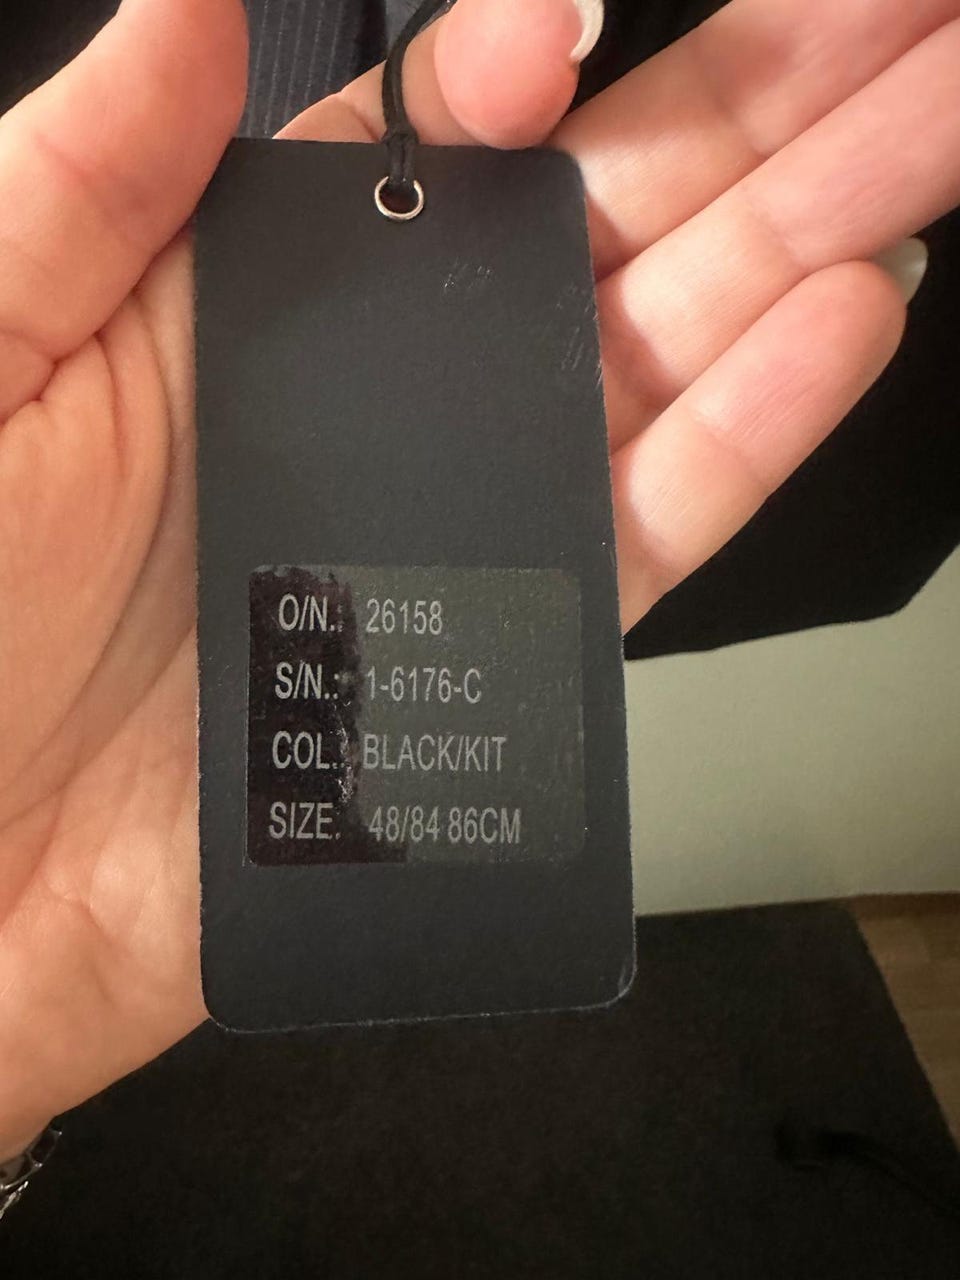 O/N.: 26158
S/N.: 1-6176-C
COL.: BLACK/KIT
SIZE: 48/84 86CM